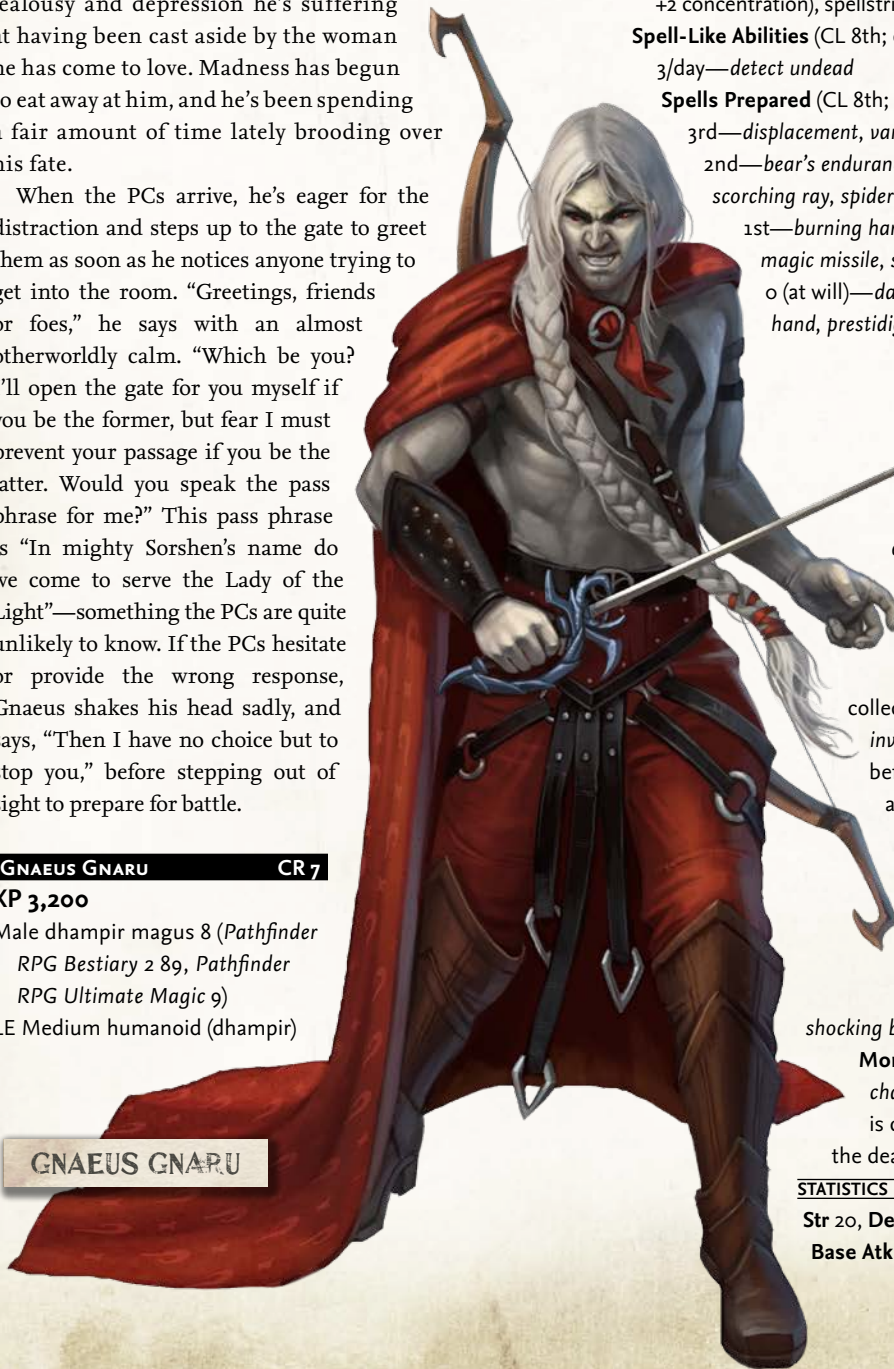 ealousy and depression he's suffering
t having been cast aside by the woman
e has come to love. Madness has begun
o eat away at him, and he's been spending
fair amount of time lately brooding over
his fate.
When the PCs arrive, he's eager for the
distraction and steps up to the gate to greet
hem as soon as he notices anyone trying to
get into the room. “Greetings, friends
or foes,” he says with an almost
otherworldly calm. “Which be you?
I'll open the gate for you myself if
you be the former, but fear I must
prevent your passage if you be the
atter. Would you speak the pass
phrase for me?” This pass phrase
is “In mighty Sorshen's name do
we come to serve the Lady of the
Light”—something the PCs are quite
unlikely to know. If the PCs hesitate
or provide the wrong response,
Gnaeus shakes his head sadly, and
says, “Then I have no choice but to
stop you,” before stepping out of
sight to prepare for battle.
GNAEUS GNARU CR 7
XP 3,200
Male dhampir magus 8 (Pathfinder
RPG Bestiary 2 89, Pathfinder
RPG Ultimate Magic 9)
LE Medium humanoid (dhampir)
GNAEUS GNARU
+2 concentration), spellstri
Spell-Like Abilities (CL 8th;
3/day—detect undead
Spells Prepared (CL 8th;
3rd—displacement, vam
2nd—bear's enduran
scorching ray, spider
1st—burning han
magic missile, s
0 (at will)—da
hand, prestidig
collec
inv
bef
a
shocking b
Mor
cha
is c
the dea
STATISTICS
Str 20, De
Base Atk